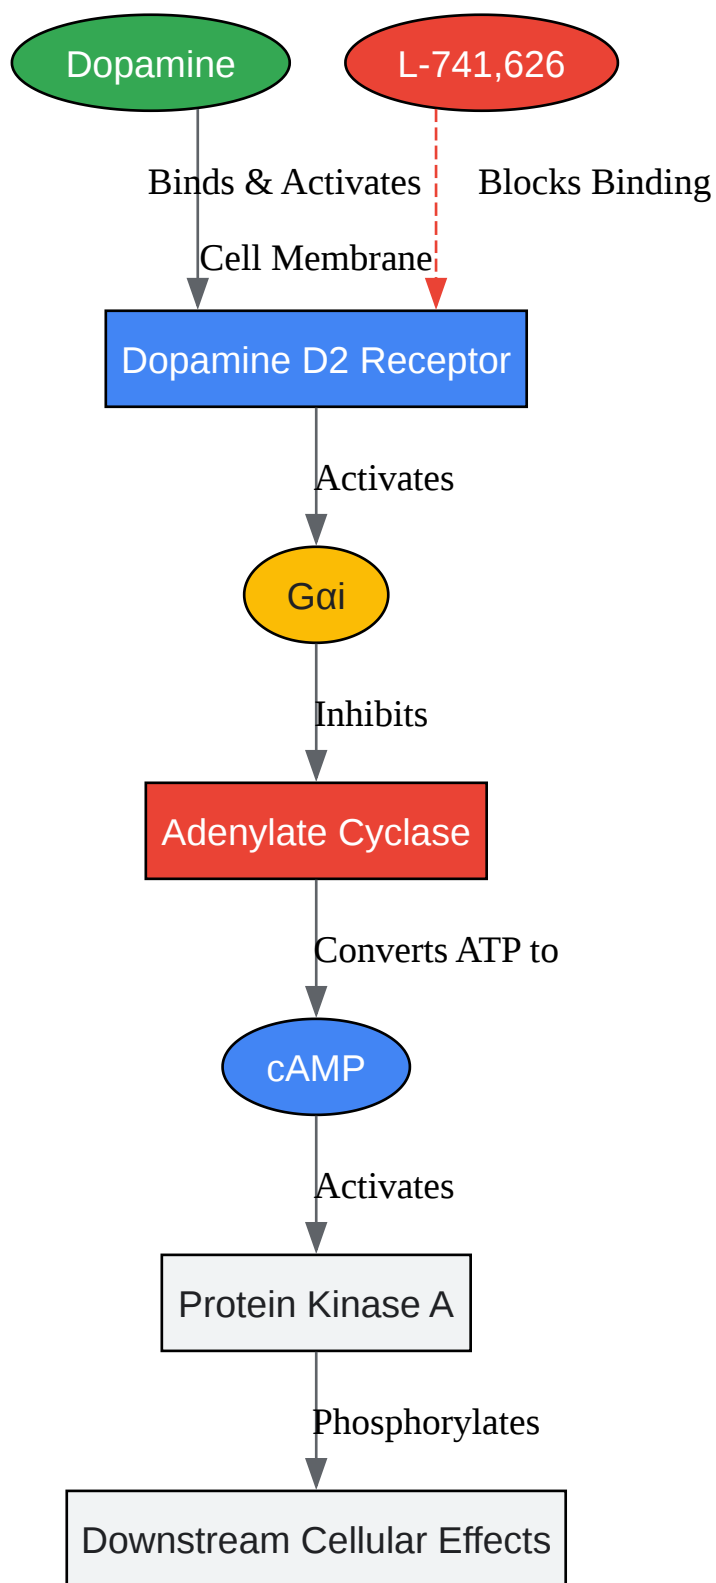 Dopamine
L-741,626
Binds & Activates
Blocks Binding
Cell Membrane
Dopamine D2 Receptor
Activates
Gαi
Inhibits
Adenylate Cyclase
Converts ATP to
cAMP
Activates
Protein Kinase A
Phosphorylates
Downstream Cellular Effects